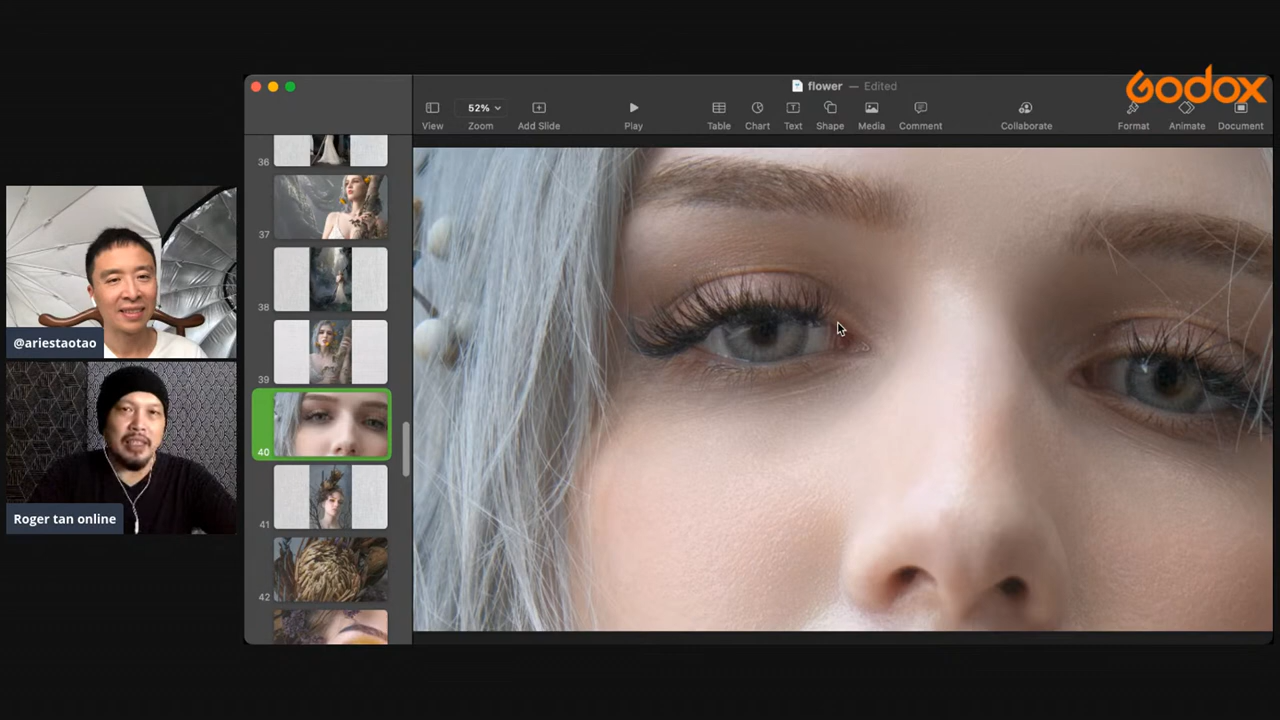 flower — Edited
GODOX
52%
View
Zoom
Add Slide
Play
Table
Chart
Text
Shape
Media
Comment
Collaborate
Format
Animate
Document
36
37
38
39
40
41
42
@ariestaotao
Roger tan online